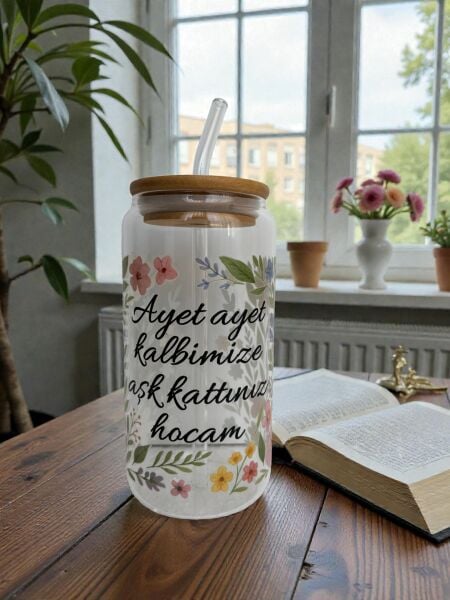 Ayet ayet
kalbimize
aşk kattınız
hocam